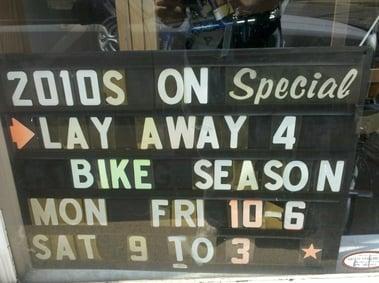 2010S ON Special
LAY AWAY 4
BIKE SEASON
MON FRI 10-6
SAT 9 TO 3